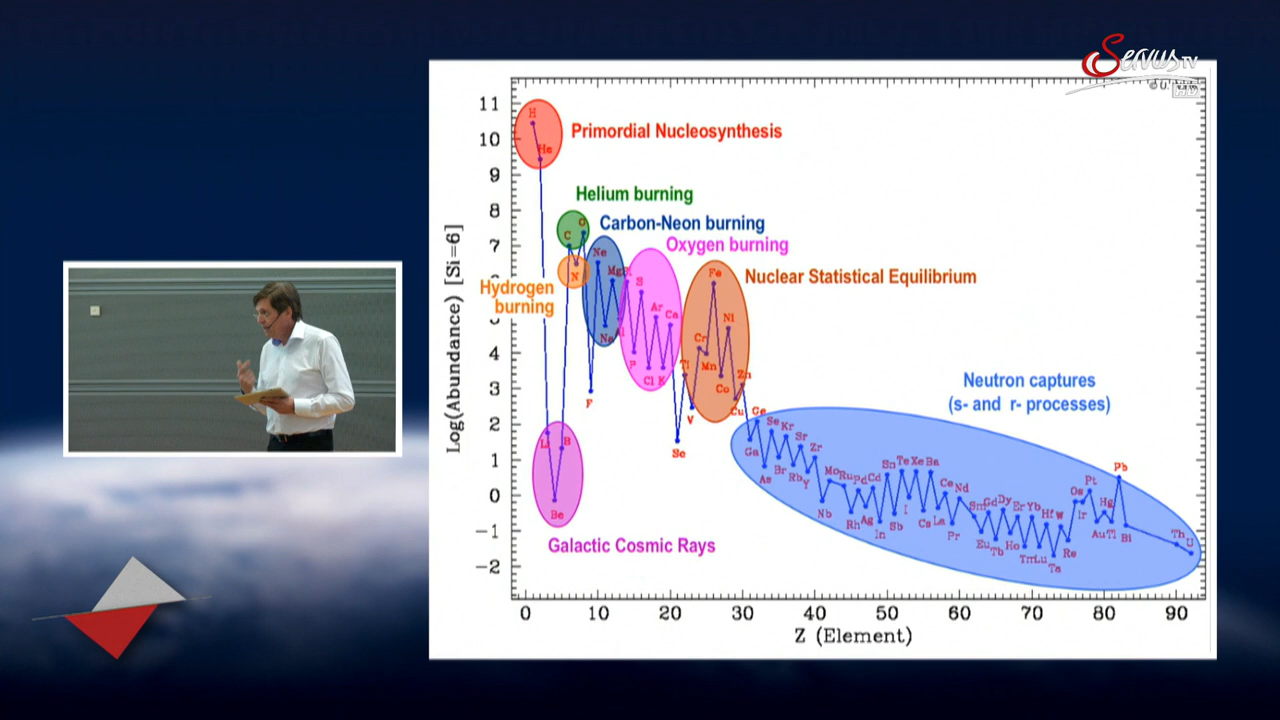 Servus TV
HD
Primordial Nucleosynthesis
Helium burning
Carbon-Neon burning
Oxygen burning
Nuclear Statistical Equilibrium
Hydrogen
burning
Neutron captures
(s- and r- processes)
Galactic Cosmic Rays
Log(Abundance) [Si=6]
11
10
9
8
7
4
3
2
1
0
-1
-2
H
He
C
O
N
Ne
Mg
Na
S
Ar
Ca
P
Cl
K
F
Li
B
Be
Sc
Ti
V
Cr
Mn
Fe
Co
Ni
Cu
Zn
Ga
Ge
As
Se
Br
Kr
Rb
Sr
Y
Zr
Nb
Mo
Ru
Rh
Pd
Ag
Cd
In
Sn
Sb
Te
I
Xe
Cs
Ba
La
Ce
Pr
Nd
Sm
Eu
Gd
Tb
Dy
Ho
Er
Tm
Yb
Lu
Hf
Ta
W
Re
Os
Ir
Pt
Au
Hg
Tl
Pb
Bi
Th
U
0 10 20 30 40 50 60 70 80 90
Z (Element)